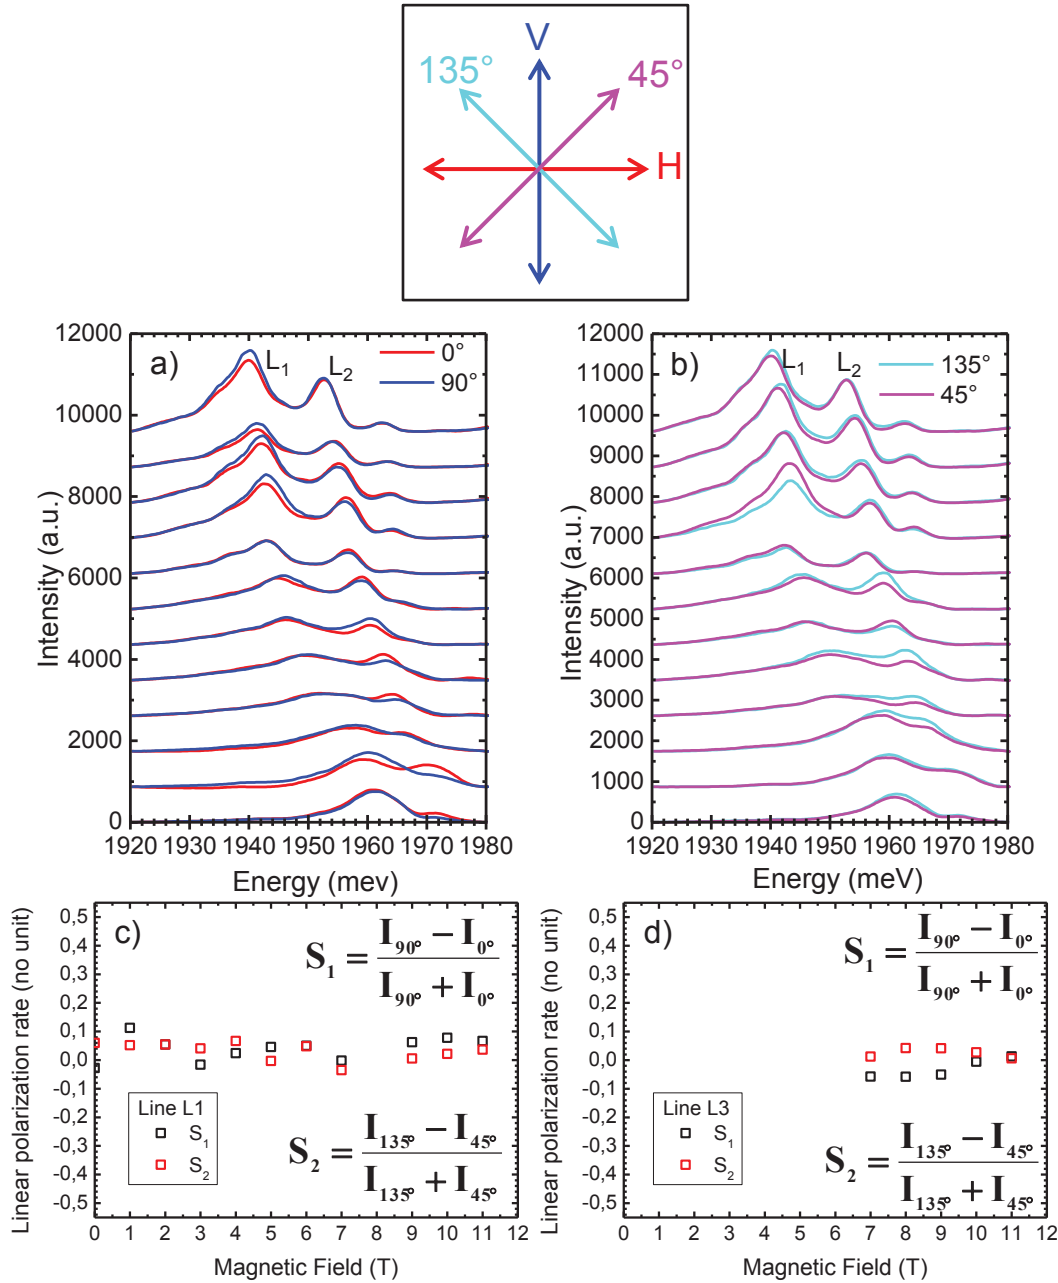 V
135° 45°
H
a) L₁ L₂ 0° 90°
12000
10000
8000
6000
4000
2000
0
Intensity (a.u.)
1920 1930 1940 1950 1960 1970 1980
Energy (mev)
b) L₁ L₂ 135° 45°
12000
11000
10000
9000
8000
7000
6000
5000
4000
3000
2000
1000
0
Intensity (a.u.)
1920 1930 1940 1950 1960 1970 1980
Energy (meV)
c)
S₁ = (I₉₀° − I₀°) / (I₉₀° + I₀°)
S₂ = (I₁₃₅° − I₄₅°) / (I₁₃₅° + I₄₅°)
Line L1
S₁
S₂
0,5
0,4
0,3
0,2
0,1
0,0
-0,1
-0,2
-0,3
-0,4
-0,5
Linear polarization rate (no unit)
0 1 2 3 4 5 6 7 8 9 10 11 12
Magnetic Field (T)
d)
S₁ = (I₉₀° − I₀°) / (I₉₀° + I₀°)
S₂ = (I₁₃₅° − I₄₅°) / (I₁₃₅° + I₄₅°)
Line L3
S₁
S₂
0,5
0,4
0,3
0,2
0,1
0,0
-0,1
-0,2
-0,3
-0,4
-0,5
Linear polarization rate (no unit)
0 1 2 3 4 5 6 7 8 9 10 11 12
Magnetic Field (T)